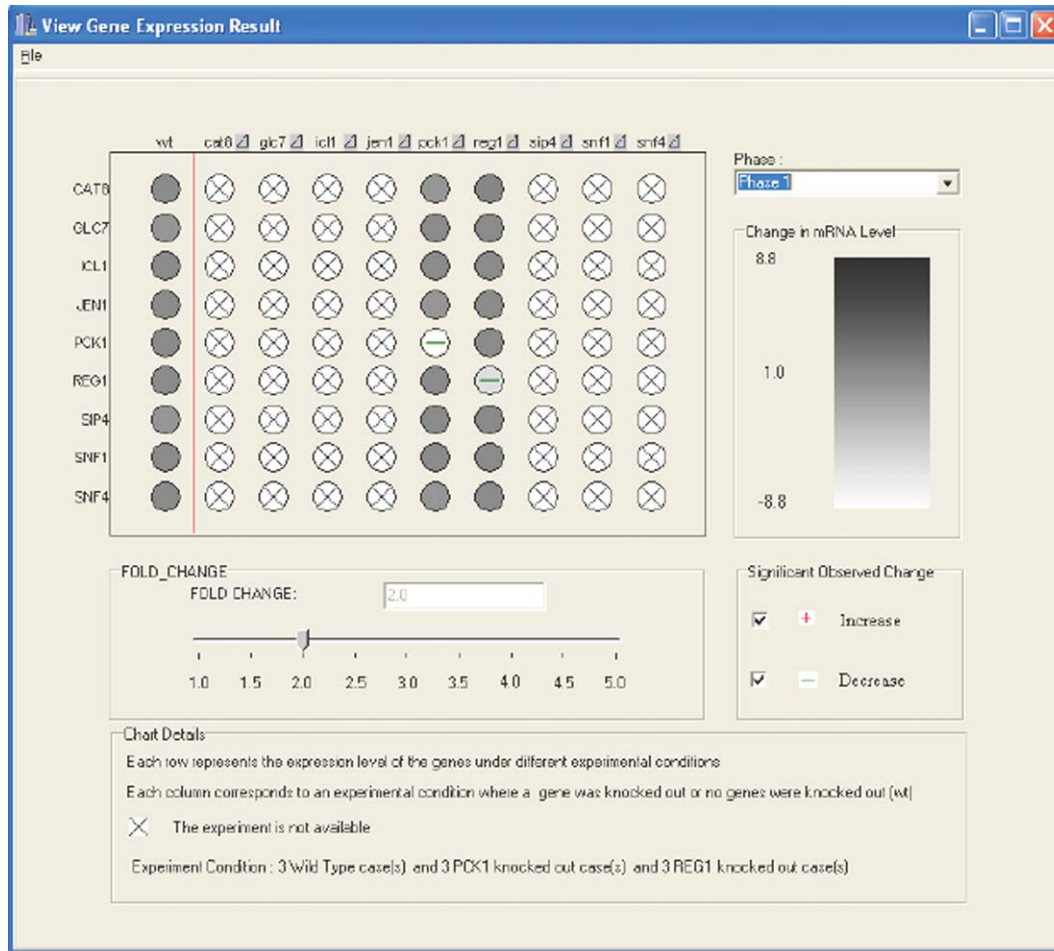 View Gene Expression Result
File
wt cat8 glc7 icl1 jen1 pck1 reg1 sip4 snf1 snf4
CAT8
GLC7
ICL1
JEN1
PCK1
REG1
SIP4
SNF1
SNF4
Phase :
Phase 1
Change in mRNA Level
8.8
1.0
-8.8
FOLD_CHANGE
FOLD CHANGE: 2.0
1.0 1.5 2.0 2.5 3.0 3.5 4.0 4.5 5.0
Significant Observed Change
+ Increase
− Decrease
Chart Details
Each row represents the expression level of the genes under different experimental conditions
Each column corresponds to an experimental condition where a gene was knocked out or no genes were knocked out (wt)
The experiment is not available
Experiment Condition : 3 Wild Type case(s) and 3 PCK1 knocked out case(s) and 3 REG1 knocked out case(s)